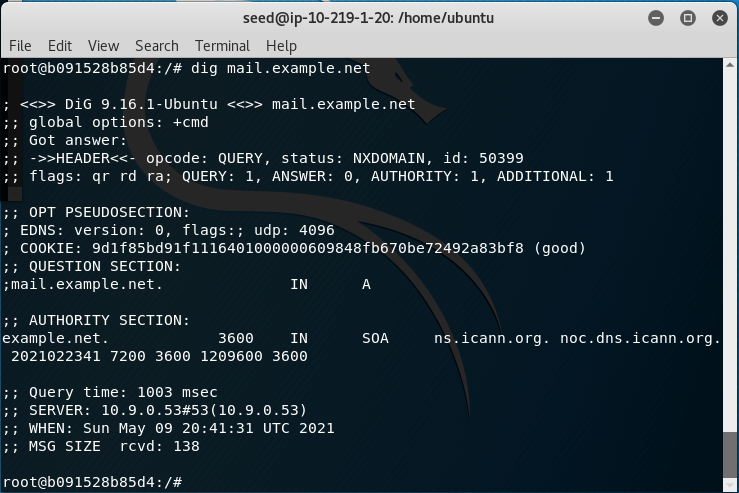 seed@ip-10-219-1-20: /home/ubuntu
File Edit View Search Terminal Help
root@b091528b85d4:/# dig mail.example.net
; <<>> DiG 9.16.1-Ubuntu <<>> mail.example.net
;; global options: +cmd
;; Got answer:
;; ->>HEADER<<- opcode: QUERY, status: NXDOMAIN, id: 50399
;; flags: qr rd ra; QUERY: 1, ANSWER: 0, AUTHORITY: 1, ADDITIONAL: 1
;; OPT PSEUDOSECTION:
; EDNS: version: 0, flags:; udp: 4096
; COOKIE: 9d1f85bd91f1116401000000609848fb670be72492a83bf8 (good)
;; QUESTION SECTION:
;mail.example.net. IN A
;; AUTHORITY SECTION:
example.net. 3600 IN SOA ns.icann.org. noc.dns.icann.org.
2021022341 7200 3600 1209600 3600
;; Query time: 1003 msec
;; SERVER: 10.9.0.53#53(10.9.0.53)
;; WHEN: Sun May 09 20:41:31 UTC 2021
;; MSG SIZE rcvd: 138
root@b091528b85d4:/#